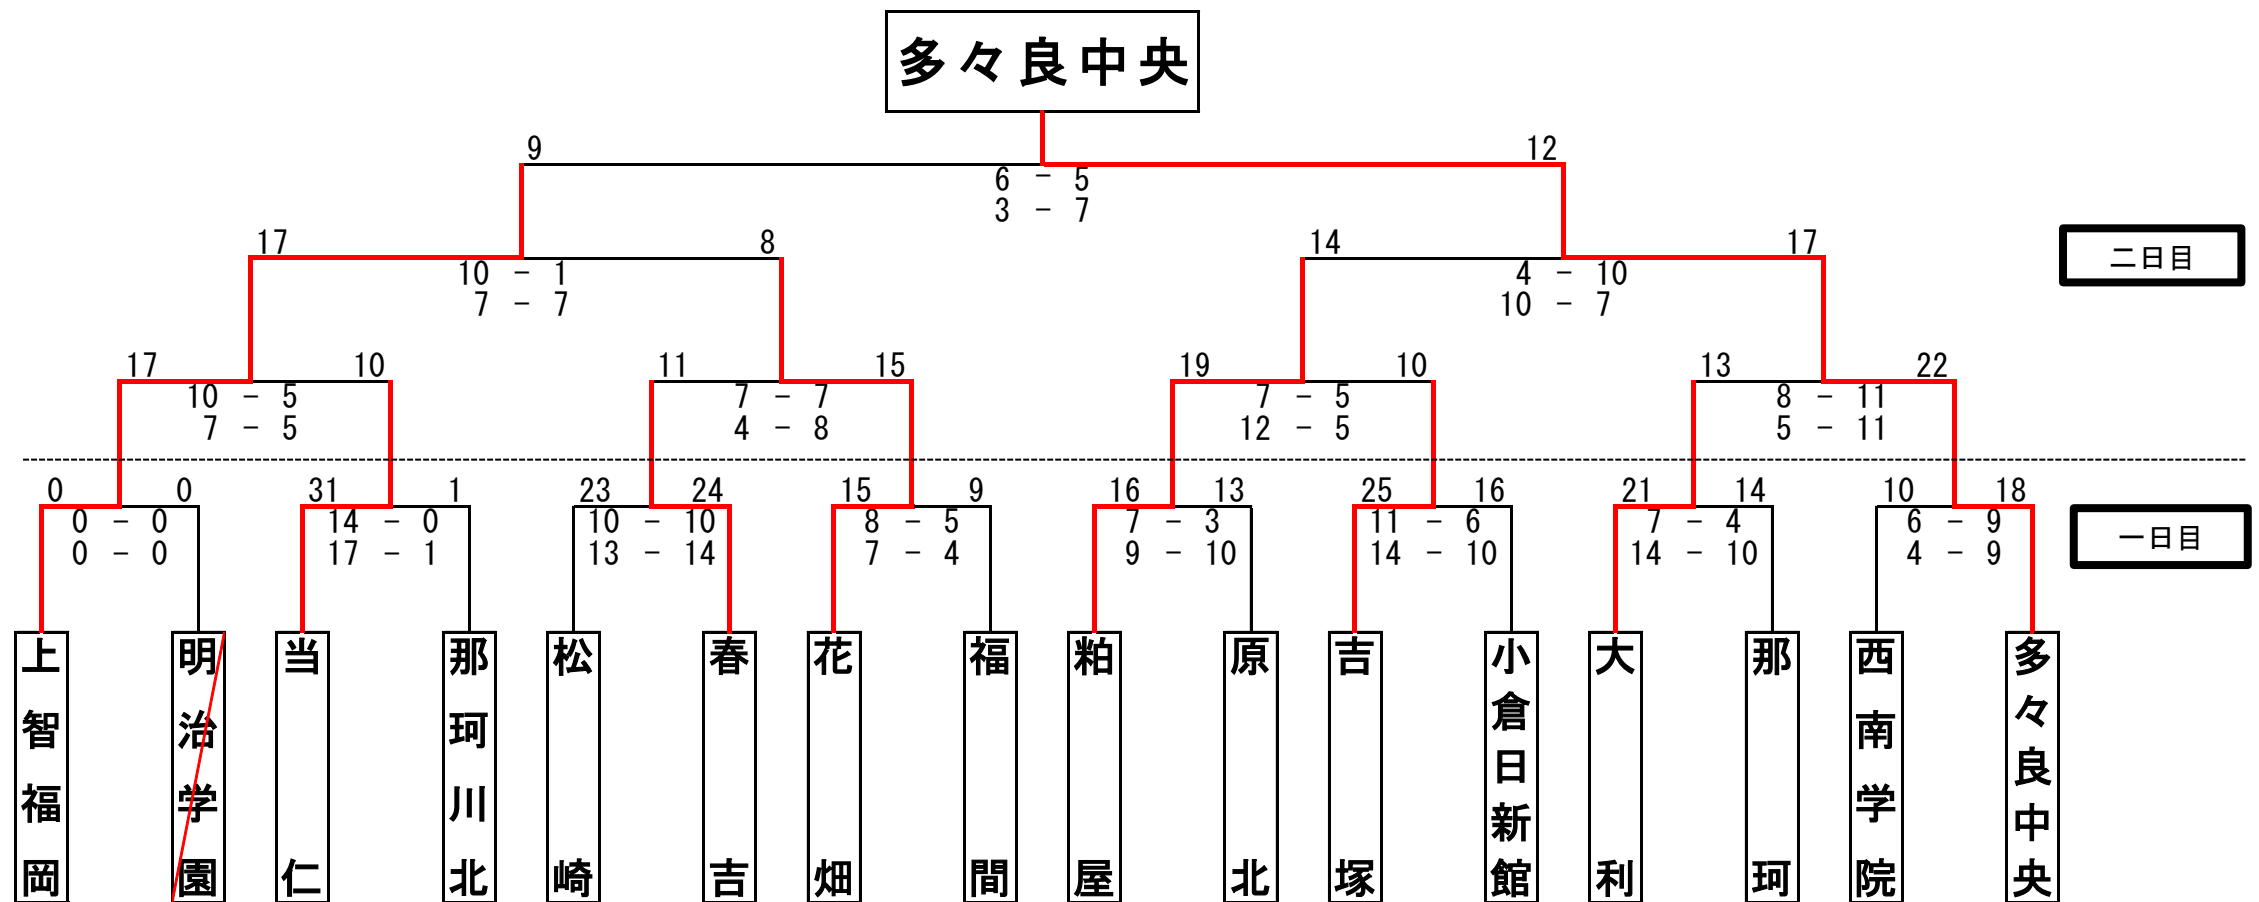 多々良中央
9 12
6 - 5
3 - 7
17 8 14 17
二日目
10 - 1 4 - 10
7 - 7 10 - 7
17 10 11 15 19 10 13 22
10 - 5 7 - 7 7 - 5 8 - 11
7 - 5 4 - 8 12 - 5 5 - 11
0 0 31 1 23 24 15 9 16 13 25 16 21 14 10 18
0 - 0 14 - 0 10 - 10 8 - 5 7 - 3 11 - 6 7 - 4 6 - 9
一日目
0 - 0 17 - 1 13 - 14 7 - 4 9 - 10 14 - 10 14 - 10 4 - 9
上智福岡
明治学園
当仁
那珂川北
松崎
春吉
花畑
福間
粕屋
原北
吉塚
小倉日新館
大利
那珂
西南学院
多々良中央